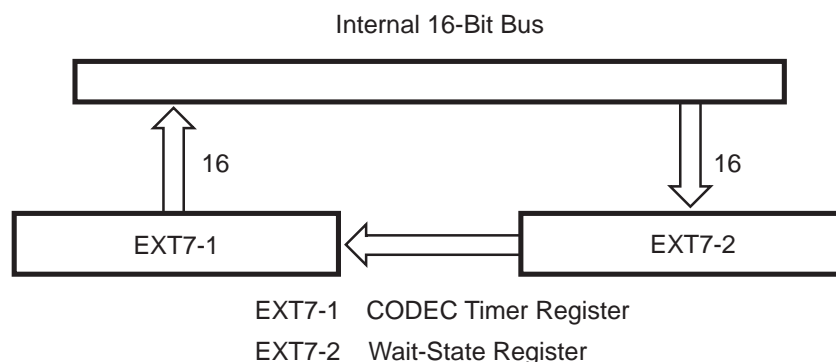 Internal 16-Bit Bus
16
16
EXT7-1
EXT7-2
EXT7-1 CODEC Timer Register
EXT7-2 Wait-State Register